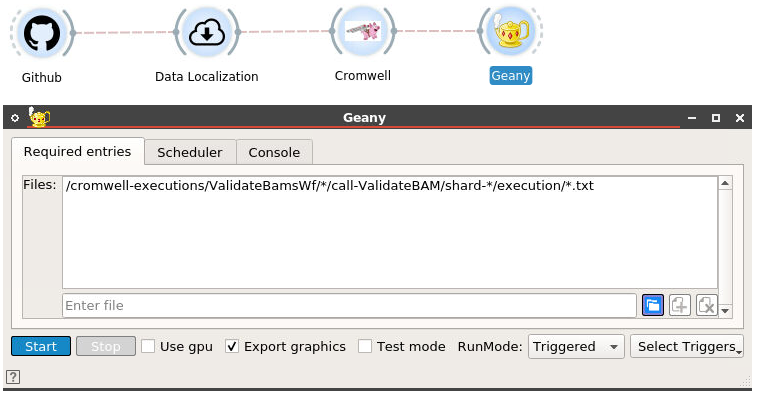 Github
Data Localization
Cromwell
Geany
Geany
Required entries
Scheduler
Console
Files:
/cromwell-executions/ValidateBamsWf/*/call-ValidateBAM/shard-*/execution/*.txt
Enter file
Start
Stop
Use gpu
Export graphics
Test mode
RunMode:
Triggered
Select Triggers
?